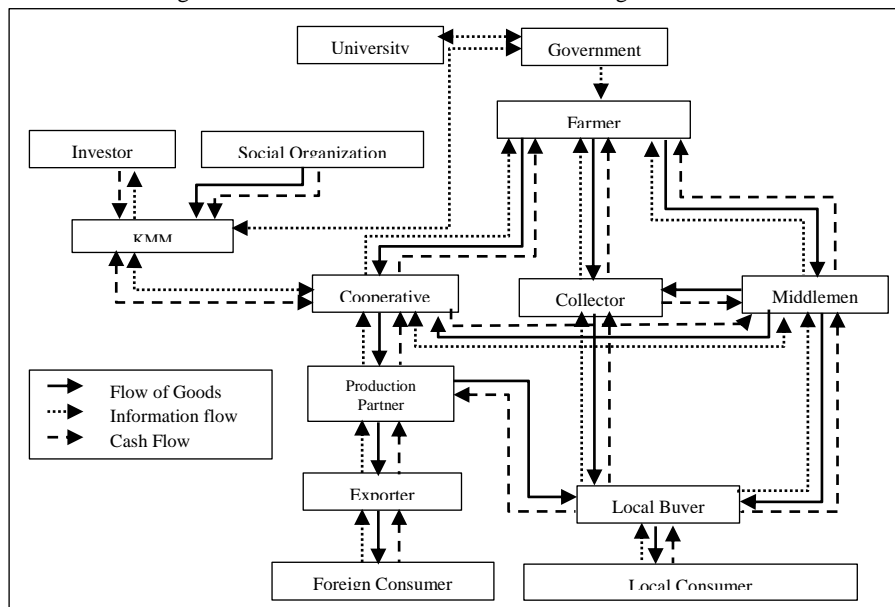 University
Government
Farmer
Investor
Social Organization
KMM
Cooperative
Collector
Middlemen
Flow of Goods
Information flow
Cash Flow
Production
Partner
Exporter
Local Buyer
Foreign Consumer
Local Consumer